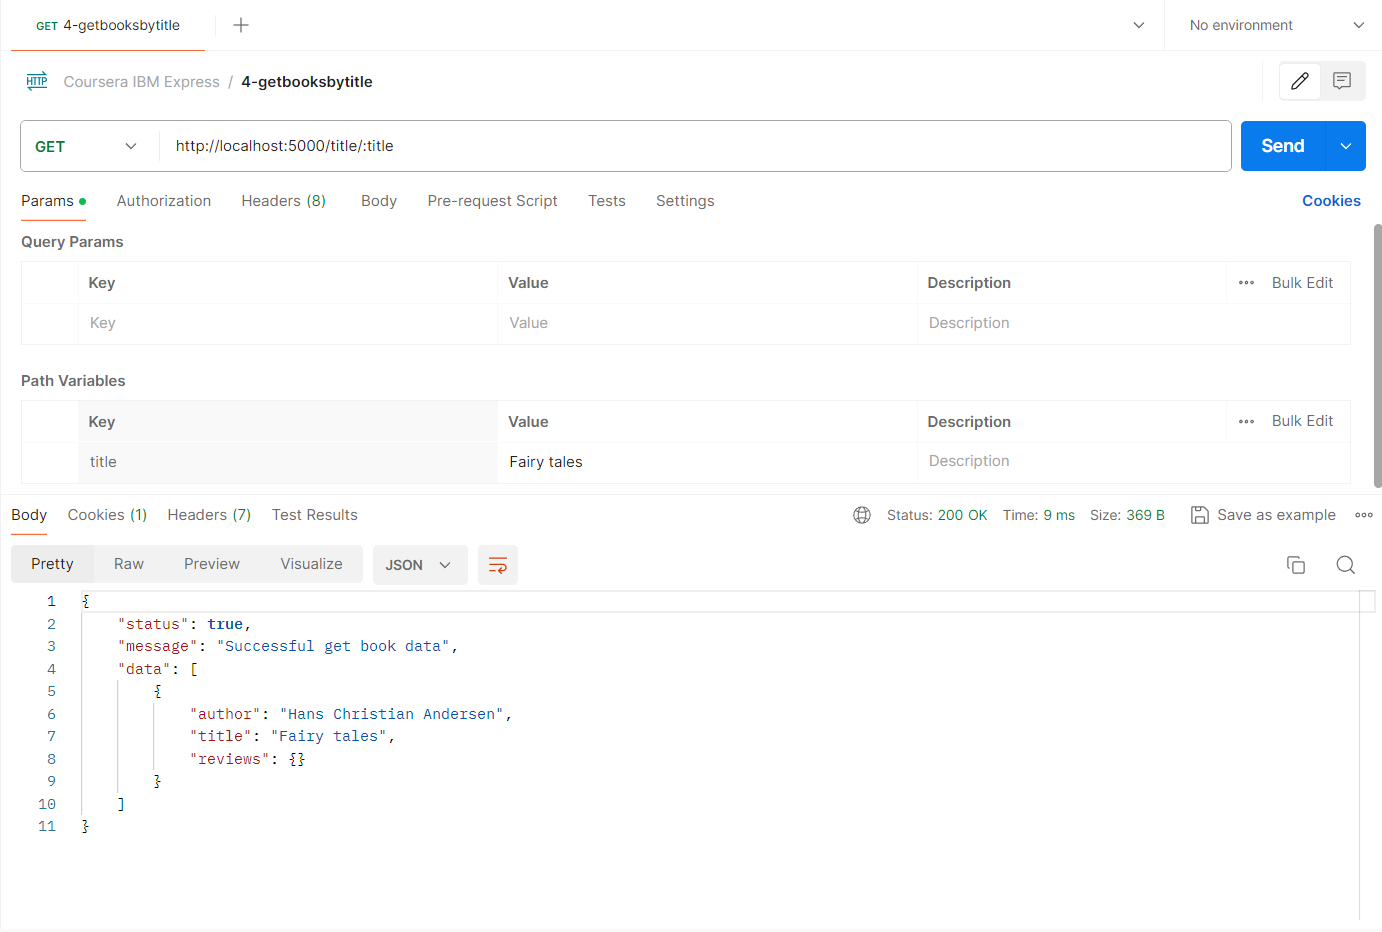 GET 4-getbooksbytitle
No environment
HTTP Coursera IBM Express / 4-getbooksbytitle
GET http://localhost:5000/title/:title Send
Params Authorization Headers (8) Body Pre-request Script Tests Settings Cookies
Query Params
Key Value Description Bulk Edit
Key Value Description
Path Variables
Key Value Description Bulk Edit
title Fairy tales Description
Body Cookies (1) Headers (7) Test Results Status: 200 OK Time: 9 ms Size: 369 B Save as example
Pretty Raw Preview Visualize JSON
1 {
2 "status": true,
3 "message": "Successful get book data",
4 "data": [
5 {
6 "author": "Hans Christian Andersen",
7 "title": "Fairy tales",
8 "reviews": {}
9 }
10 ]
11 }